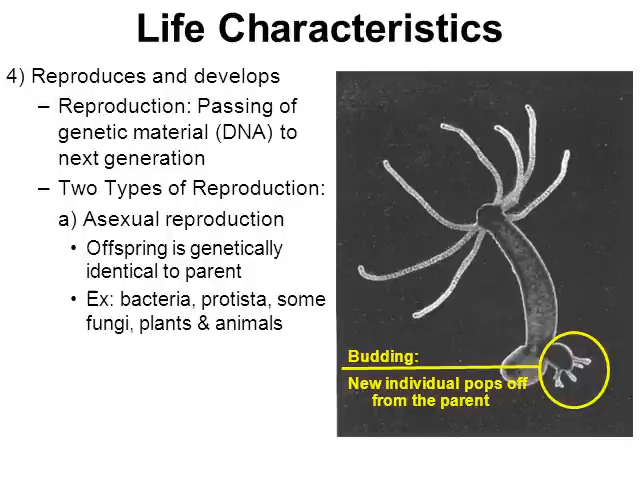 Life Characteristics
4) Reproduces and develops
– Reproduction: Passing of
genetic material (DNA) to
next generation
– Two Types of Reproduction:
a) Asexual reproduction
• Offspring is genetically
identical to parent
• Ex: bacteria, protista, some
fungi, plants & animals
Budding:
New individual pops off
from the parent